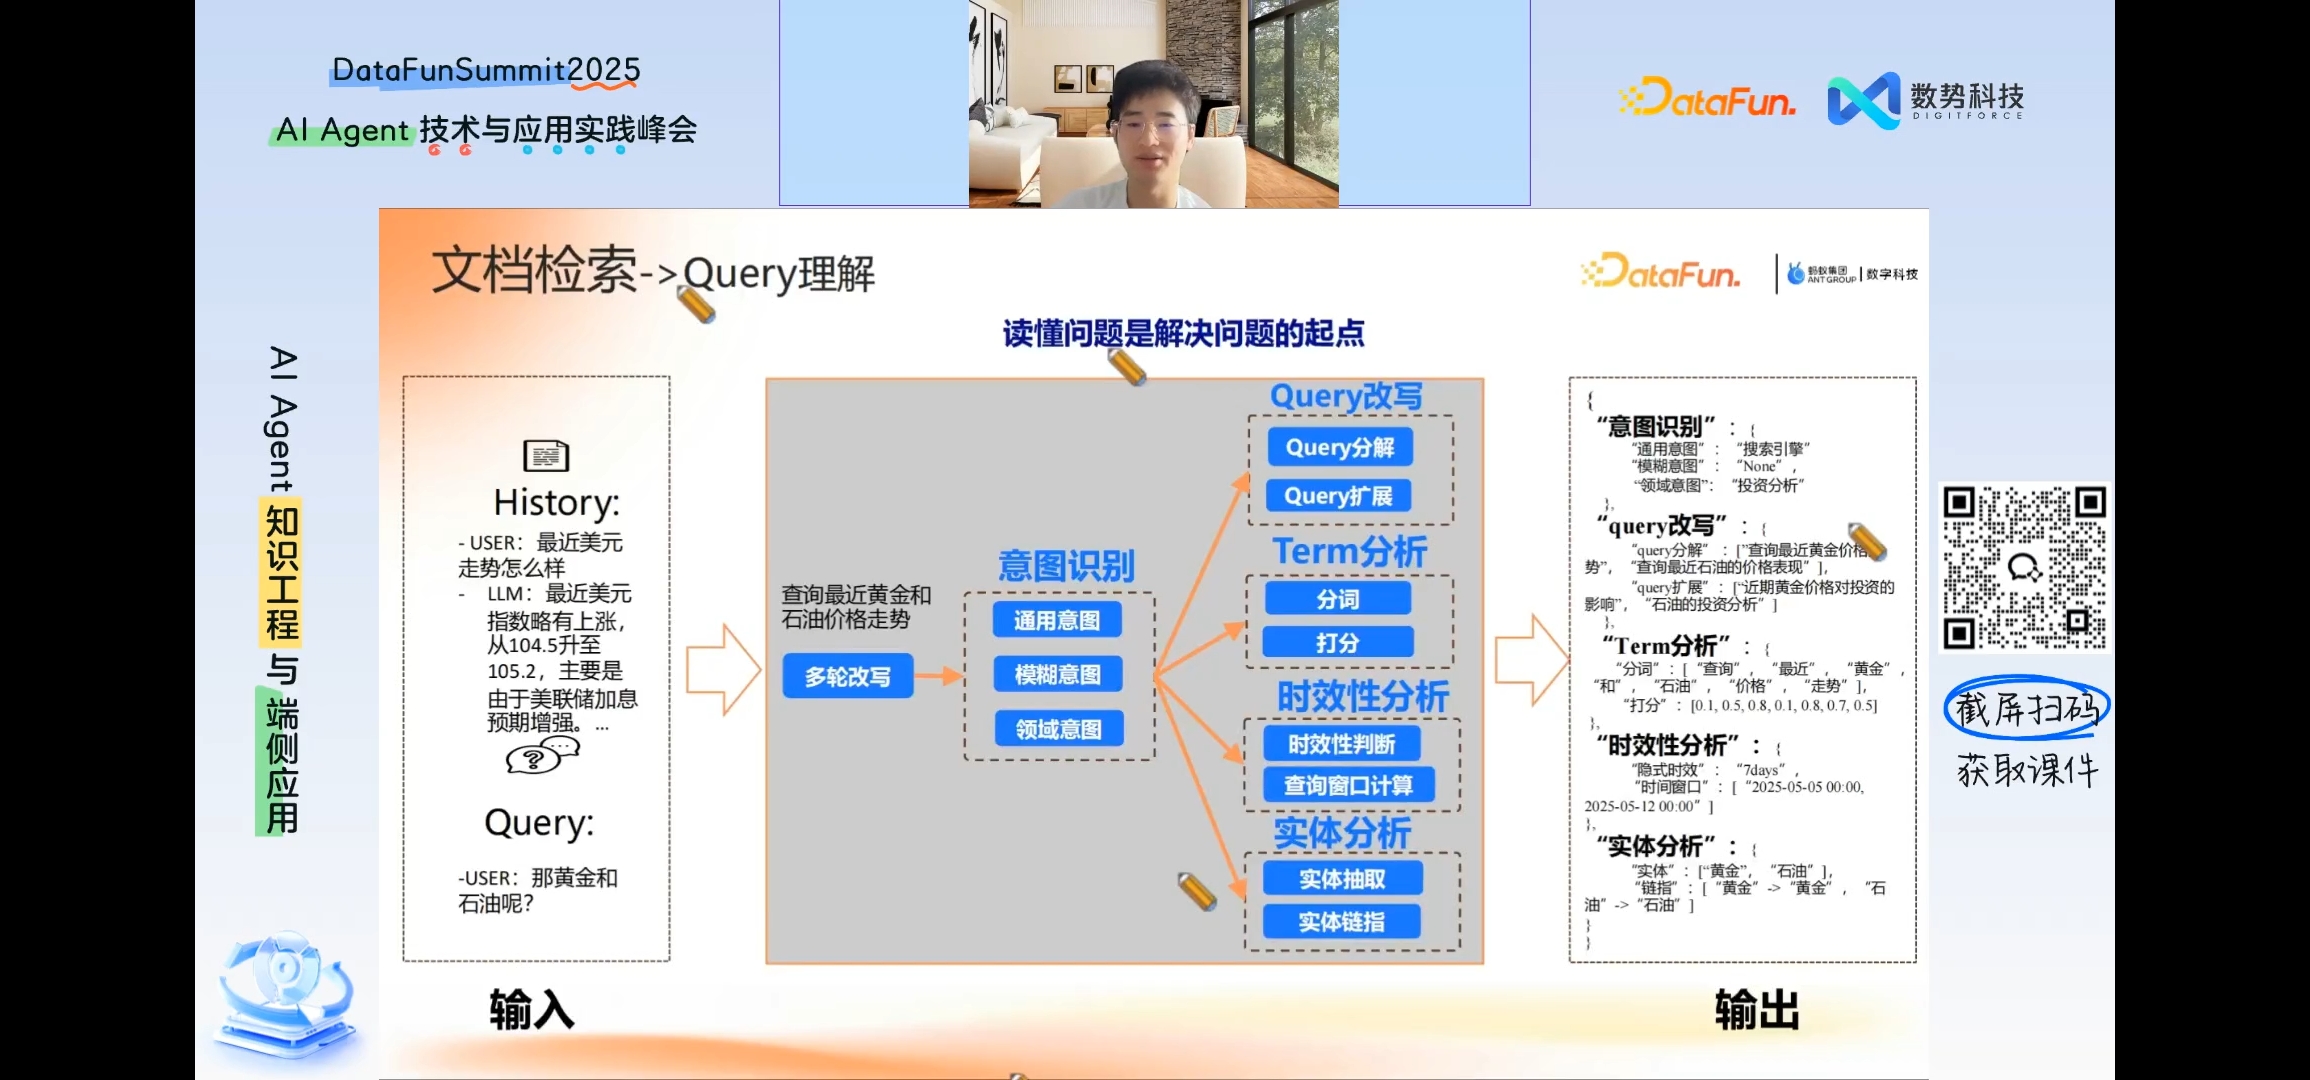 DataFunSummit2025
AI Agent 技术与应用实践峰会
DataFun.
数势科技
DIGITFORCE
AI Agent 知识工程 与 端侧应用
文档检索->Query理解
DataFun.
蚂蚁集团
ANT GROUP
数字科技
读懂问题是解决问题的起点
History:
- USER：最近美元
走势怎么样
- LLM：最近美元
指数略有上涨，
从104.5升至
105.2，主要是
由于美联储加息
预期增强。...
Query:
-USER：那黄金和
石油呢？
输入
查询最近黄金和
石油价格走势
多轮改写
意图识别
通用意图
模糊意图
领域意图
Query改写
Query分解
Query扩展
Term分析
分词
打分
时效性分析
时效性判断
查询窗口计算
实体分析
实体抽取
实体链指
{
“意图识别” ： {
“通用意图” ： “搜索引擎”
“模糊意图” ： “None” ，
“领域意图”： “投资分析”
},
“query改写” ： {
“query分解” ：[“查询最近黄金价格
势”， “查询最近石油的价格表现” ]，
“query扩展” ：[“近期黄金价格对投资的
影响”， “石油的投资分析” ]
},
“Term分析” ： {
“分词” ：[ “查询” ， “最近” ， “黄金” ，
“和” ， “石油” ， “价格” ， “走势” ]，
“打分” ：[0.1, 0.5, 0.8, 0.1, 0.8, 0.7, 0.5]
},
“时效性分析” ： {
“隐式时效” ： “7days” ，
“时间窗口” ：[ “2025-05-05 00:00,
2025-05-12 00:00” ]
},
“实体分析” ： {
“实体” ：[“黄金”， “石油” ]，
“链指” ：[ “黄金” -> “黄金” ， “石
油” -> “石油” ]
}
}
输出
截屏扫码
获取课件